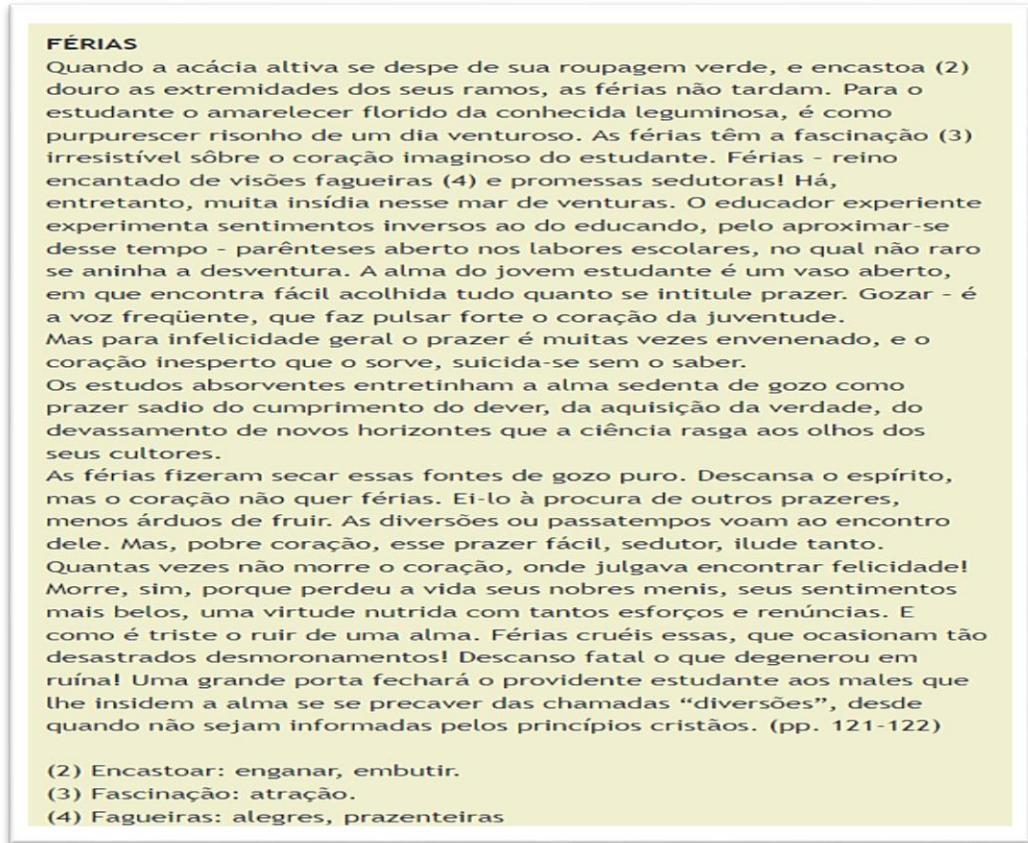 FÉRIAS
Quando a acácia altiva se despe de sua roupagem verde, e encastoa (2)
douro as extremidades dos seus ramos, as férias não tardam. Para o
estudante o amarelecer florido da conhecida leguminosa, é como
purpurescer risonho de um dia venturoso. As férias têm a fascinação (3)
irresistível sôbre o coração imaginoso do estudante. Férias - reino
encantado de visões fagueiras (4) e promessas sedutoras! Há,
entretanto, muita insídia nesse mar de venturas. O educador experiente
experimenta sentimentos inversos ao do educando, pelo aproximar-se
desse tempo - parênteses aberto nos labores escolares, no qual não raro
se aninha a desventura. A alma do jovem estudante é um vaso aberto,
em que encontra fácil acolhida tudo quanto se intitule prazer. Gozar - é
a voz freqüente, que faz pulsar forte o coração da juventude.
Mas para infelicidade geral o prazer é muitas vezes envenenado, e o
coração inesperto que o sorve, suicida-se sem o saber.
Os estudos absorventes entretinham a alma sedenta de gozo como
prazer sadio do cumprimento do dever, da aquisição da verdade, do
devassamento de novos horizontes que a ciência rasga aos olhos dos
seus cultores.
As férias fizeram secar essas fontes de gozo puro. Descansa o espírito,
mas o coração não quer férias. Ei-lo à procura de outros prazeres,
menos árduos de fruir. As diversões ou passatempos voam ao encontro
dele. Mas, pobre coração, esse prazer fácil, sedutor, ilude tanto.
Quantas vezes não morre o coração, onde julgava encontrar felicidade!
Morre, sim, porque perdeu a vida seus nobres menis, seus sentimentos
mais belos, uma virtude nutrida com tantos esforços e renúncias. E
como é triste o ruir de uma alma. Férias cruéis essas, que ocasionam tão
desastrados desmoronamentos! Descanso fatal o que degenerou em
ruína! Uma grande porta fechará o providente estudante aos males que
lhe insidem a alma se se precaver das chamadas “diversões”, desde
quando não sejam informadas pelos princípios cristãos. (pp. 121-122)
(2) Encastoar: enganar, embutir.
(3) Fascinação: atração.
(4) Fagueiras: alegres, prazenteiras